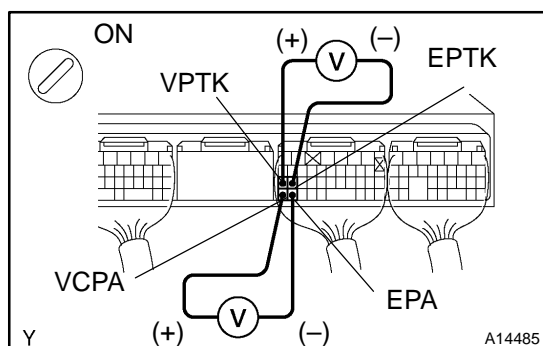 ON
(+)
V
(−)
EPTK
VPTK
VCPA
EPA
(+)
V
(−)
Y
A14485